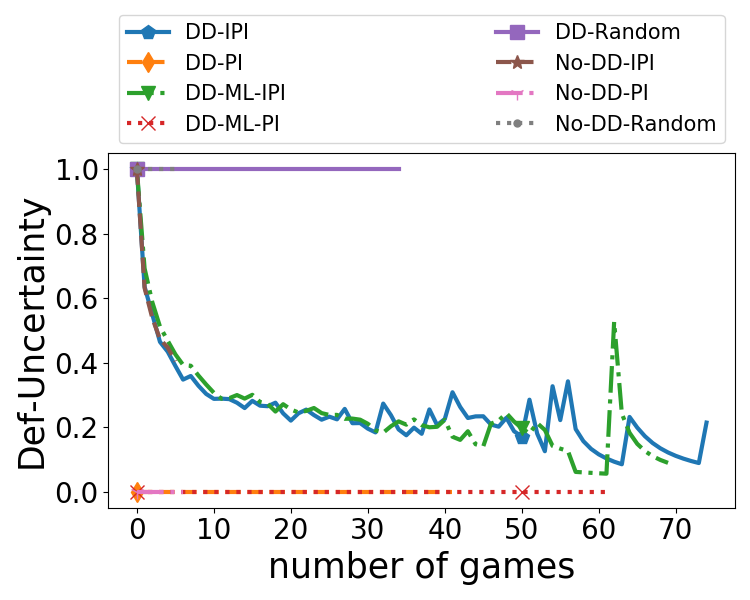 DD-IPI
DD-PI
DD-ML-IPI
DD-ML-PI
DD-Random
No-DD-IPI
No-DD-PI
No-DD-Random
Def-Uncertainty
1.0
0.8
0.6
0.4
0.2
0.0
0 10 20 30 40 50 60 70
number of games